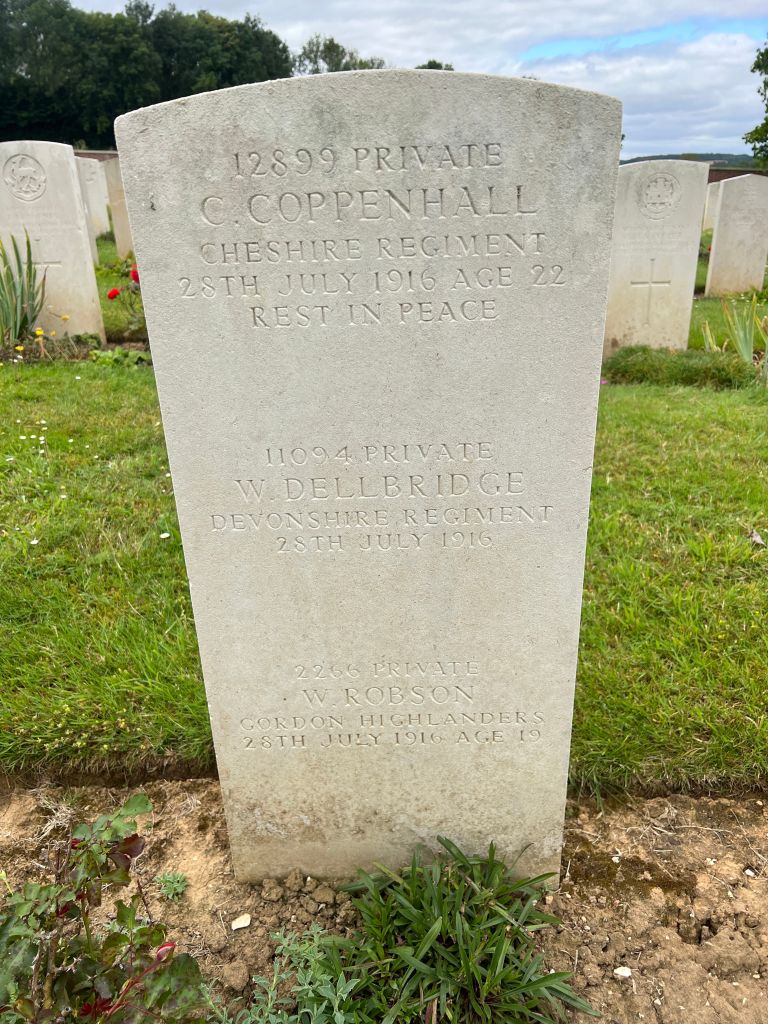 12899 PRIVATE
C. COPPENHALL
CHESHIRE REGIMENT
28TH JULY 1916 AGE 22
REST IN PEACE
11094 PRIVATE
W. DELLBRIDGE
DEVONSHIRE REGIMENT
28TH JULY 1916
2266 PRIVATE
W. ROBSON
GORDON HIGHLANDERS
28TH JULY 1916 AGE 19